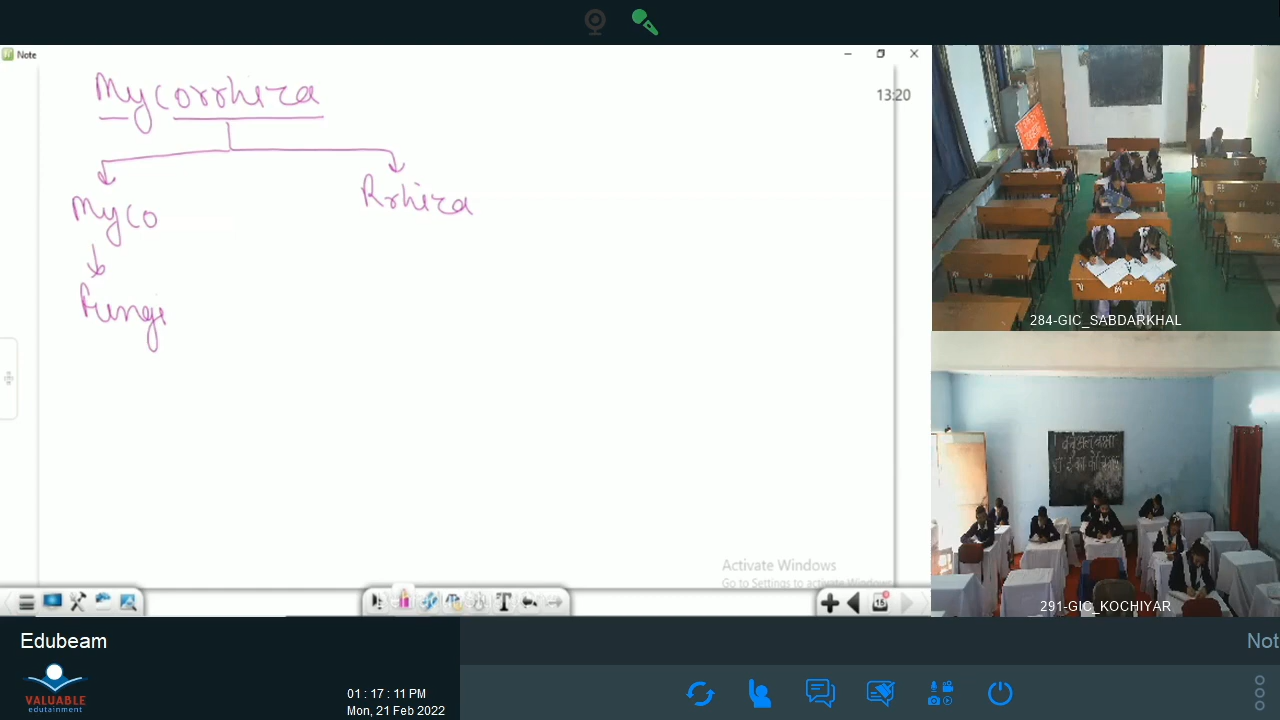 Note
13:20
Mycorrhiza
Myco
Rrhiza
Fungi
Activate Windows
Go to Settings to activate Windows.
284-GIC_SABDARKHAL
291-GIC_KOCHIYAR
Edubeam
Not
VALUABLE
edutainment
01 : 17 : 11 PM
Mon, 21 Feb 2022